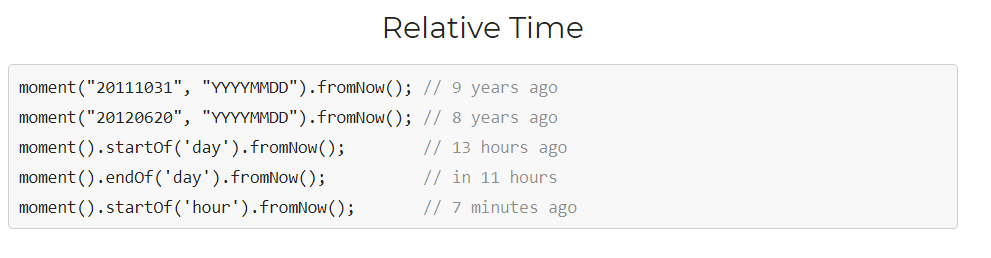 Relative Time
moment("20111031", "YYYYMMDD").fromNow(); // 9 years ago
moment("20120620", "YYYYMMDD").fromNow(); // 8 years ago
moment().startOf('day').fromNow();        // 13 hours ago
moment().endOf('day').fromNow();          // in 11 hours
moment().startOf('hour').fromNow();       // 7 minutes ago